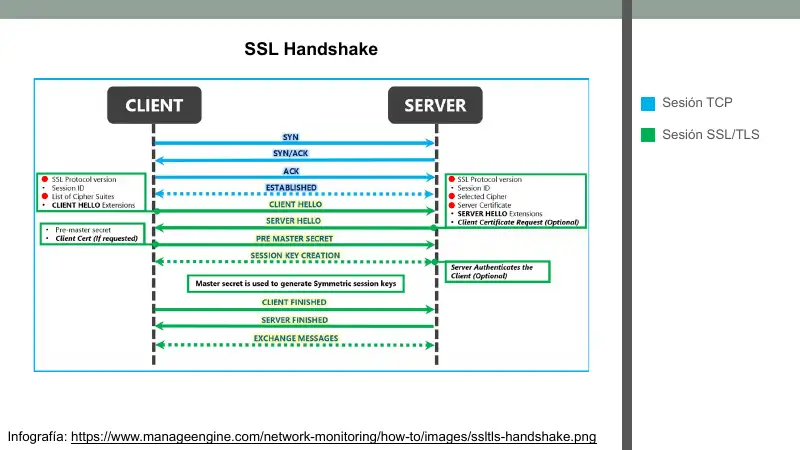 SSL Handshake
CLIENT
SERVER
SYN
SYN/ACK
ACK
ESTABLISHED
CLIENT HELLO
SERVER HELLO
PRE MASTER SECRET
SESSION KEY CREATION
Master secret is used to generate Symmetric session keys
CLIENT FINISHED
SERVER FINISHED
EXCHANGE MESSAGES
SSL Protocol version
Session ID
List of Cipher Suites
CLIENT HELLO Extensions
Pre-master secret
Client Cert (If requested)
SSL Protocol version
Session ID
Selected Cipher
Server Certificate
SERVER HELLO Extensions
Client Certificate Request (Optional)
Server Authenticates the
Client (Optional)
Sesión TCP
Sesión SSL/TLS
Infografía: https://www.manageengine.com/network-monitoring/how-to/images/ssltls-handshake.png